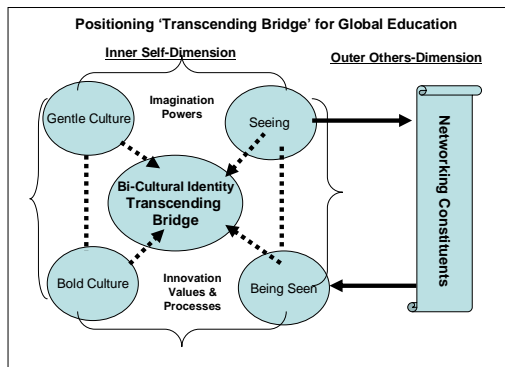 Positioning ‘Transcending Bridge’ for Global Education
Inner Self-Dimension
Outer Others-Dimension
Gentle Culture
Imagination
Powers
Seeing
Bi-Cultural Identity
Transcending
Bridge
Networking Constituents
Bold Culture
Innovation
Values &
Processes
Being Seen